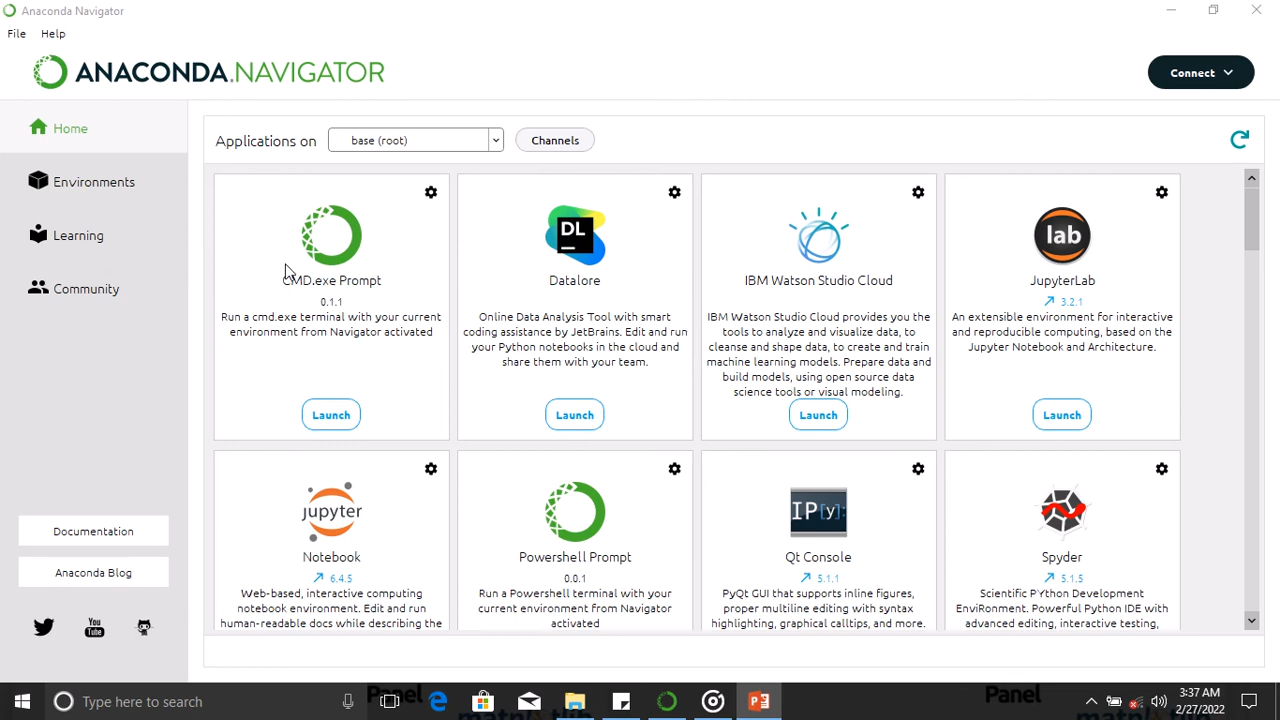 Anaconda Navigator
File Help
ANACONDA.NAVIGATOR
Connect
Home
Environments
Learning
Community
Documentation
Anaconda Blog
Applications on base (root) Channels
CMD.exe Prompt
0.1.1
Run a cmd.exe terminal with your current
environment from Navigator activated
Launch
DL
Datalore
Online Data Analysis Tool with smart
coding assistance by JetBrains. Edit and run
your Python notebooks in the cloud and
share them with your team.
Launch
IBM Watson Studio Cloud
IBM Watson Studio Cloud provides you the
tools to analyze and visualize data, to
cleanse and shape data, to create and train
machine learning models. Prepare data and
build models, using open source data
science tools or visual modeling.
Launch
lab
JupyterLab
3.2.1
An extensible environment for interactive
and reproducible computing, based on the
Jupyter Notebook and Architecture.
Launch
jupyter
Notebook
6.4.5
Web-based, interactive computing
notebook environment. Edit and run
human-readable docs while describing the
Powershell Prompt
0.0.1
Run a Powershell terminal with your
current environment from Navigator
activated
IP[y]:
Qt Console
5.1.1
PyQt GUI that supports inline figures,
proper multiline editing with syntax
highlighting, graphical calltips, and more.
Spyder
5.1.5
Scientific PYthon Development
EnviRonment. Powerful Python IDE with
advanced editing, interactive testing,
You Tube
Type here to search
Panel
Panel
3:37 AM
2/27/2022